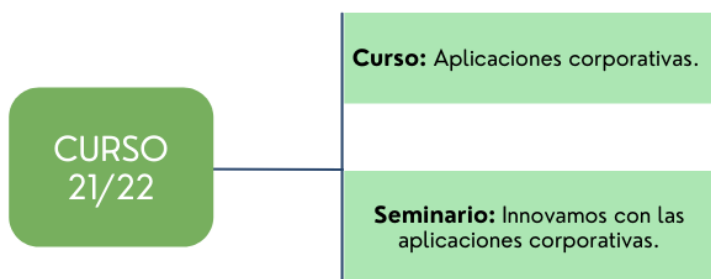 CURSO
21/22
Curso: Aplicaciones corporativas.
Seminario: Innovamos con las
aplicaciones corporativas.